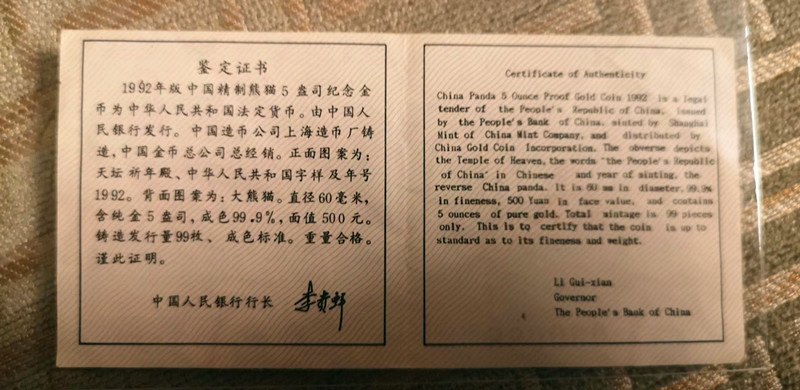 鉴定证书
1992年版中国精制熊猫5盎司纪念金
币为中华人民共和国法定货币。由中国人
民银行发行。中国造币公司上海造币厂铸
造,中国金币总公司总经销。正面图案为:
天坛祈年殿、中华人民共和国字样及年号
1992。背面图案为:大熊猫。直径60毫米,
含纯金5盎司,成色99.9%,面值500元。
铸造发行量99枚、成色标准。重量合格。
谨此证明。
中国人民银行行长 李贵鲜
Certificate of Authenticity
China Panda 5 Ounce Proof Gold Coin 1992 is a legal
tender of the People's Republic of China, issued
by the People's Bank of China, minted by Shanghai
Mint of China Mint Company, and distributed by
China Gold Coin Incorporation. The obverse depicts
the Temple of Heaven, the words "the People's Republic
of China" in Chinese and year of minting, the
reverse China panda. It is 60 mm in diameter, 99.9%
in fineness, 500 Yuan in face value, and contains
5 ounces of pure gold. Total mintage is 99 pieces
only. This is to certify that the coin is up to
standard as to its fineness and weight.
Li Gui-xian
Governor
The People's Bank of China